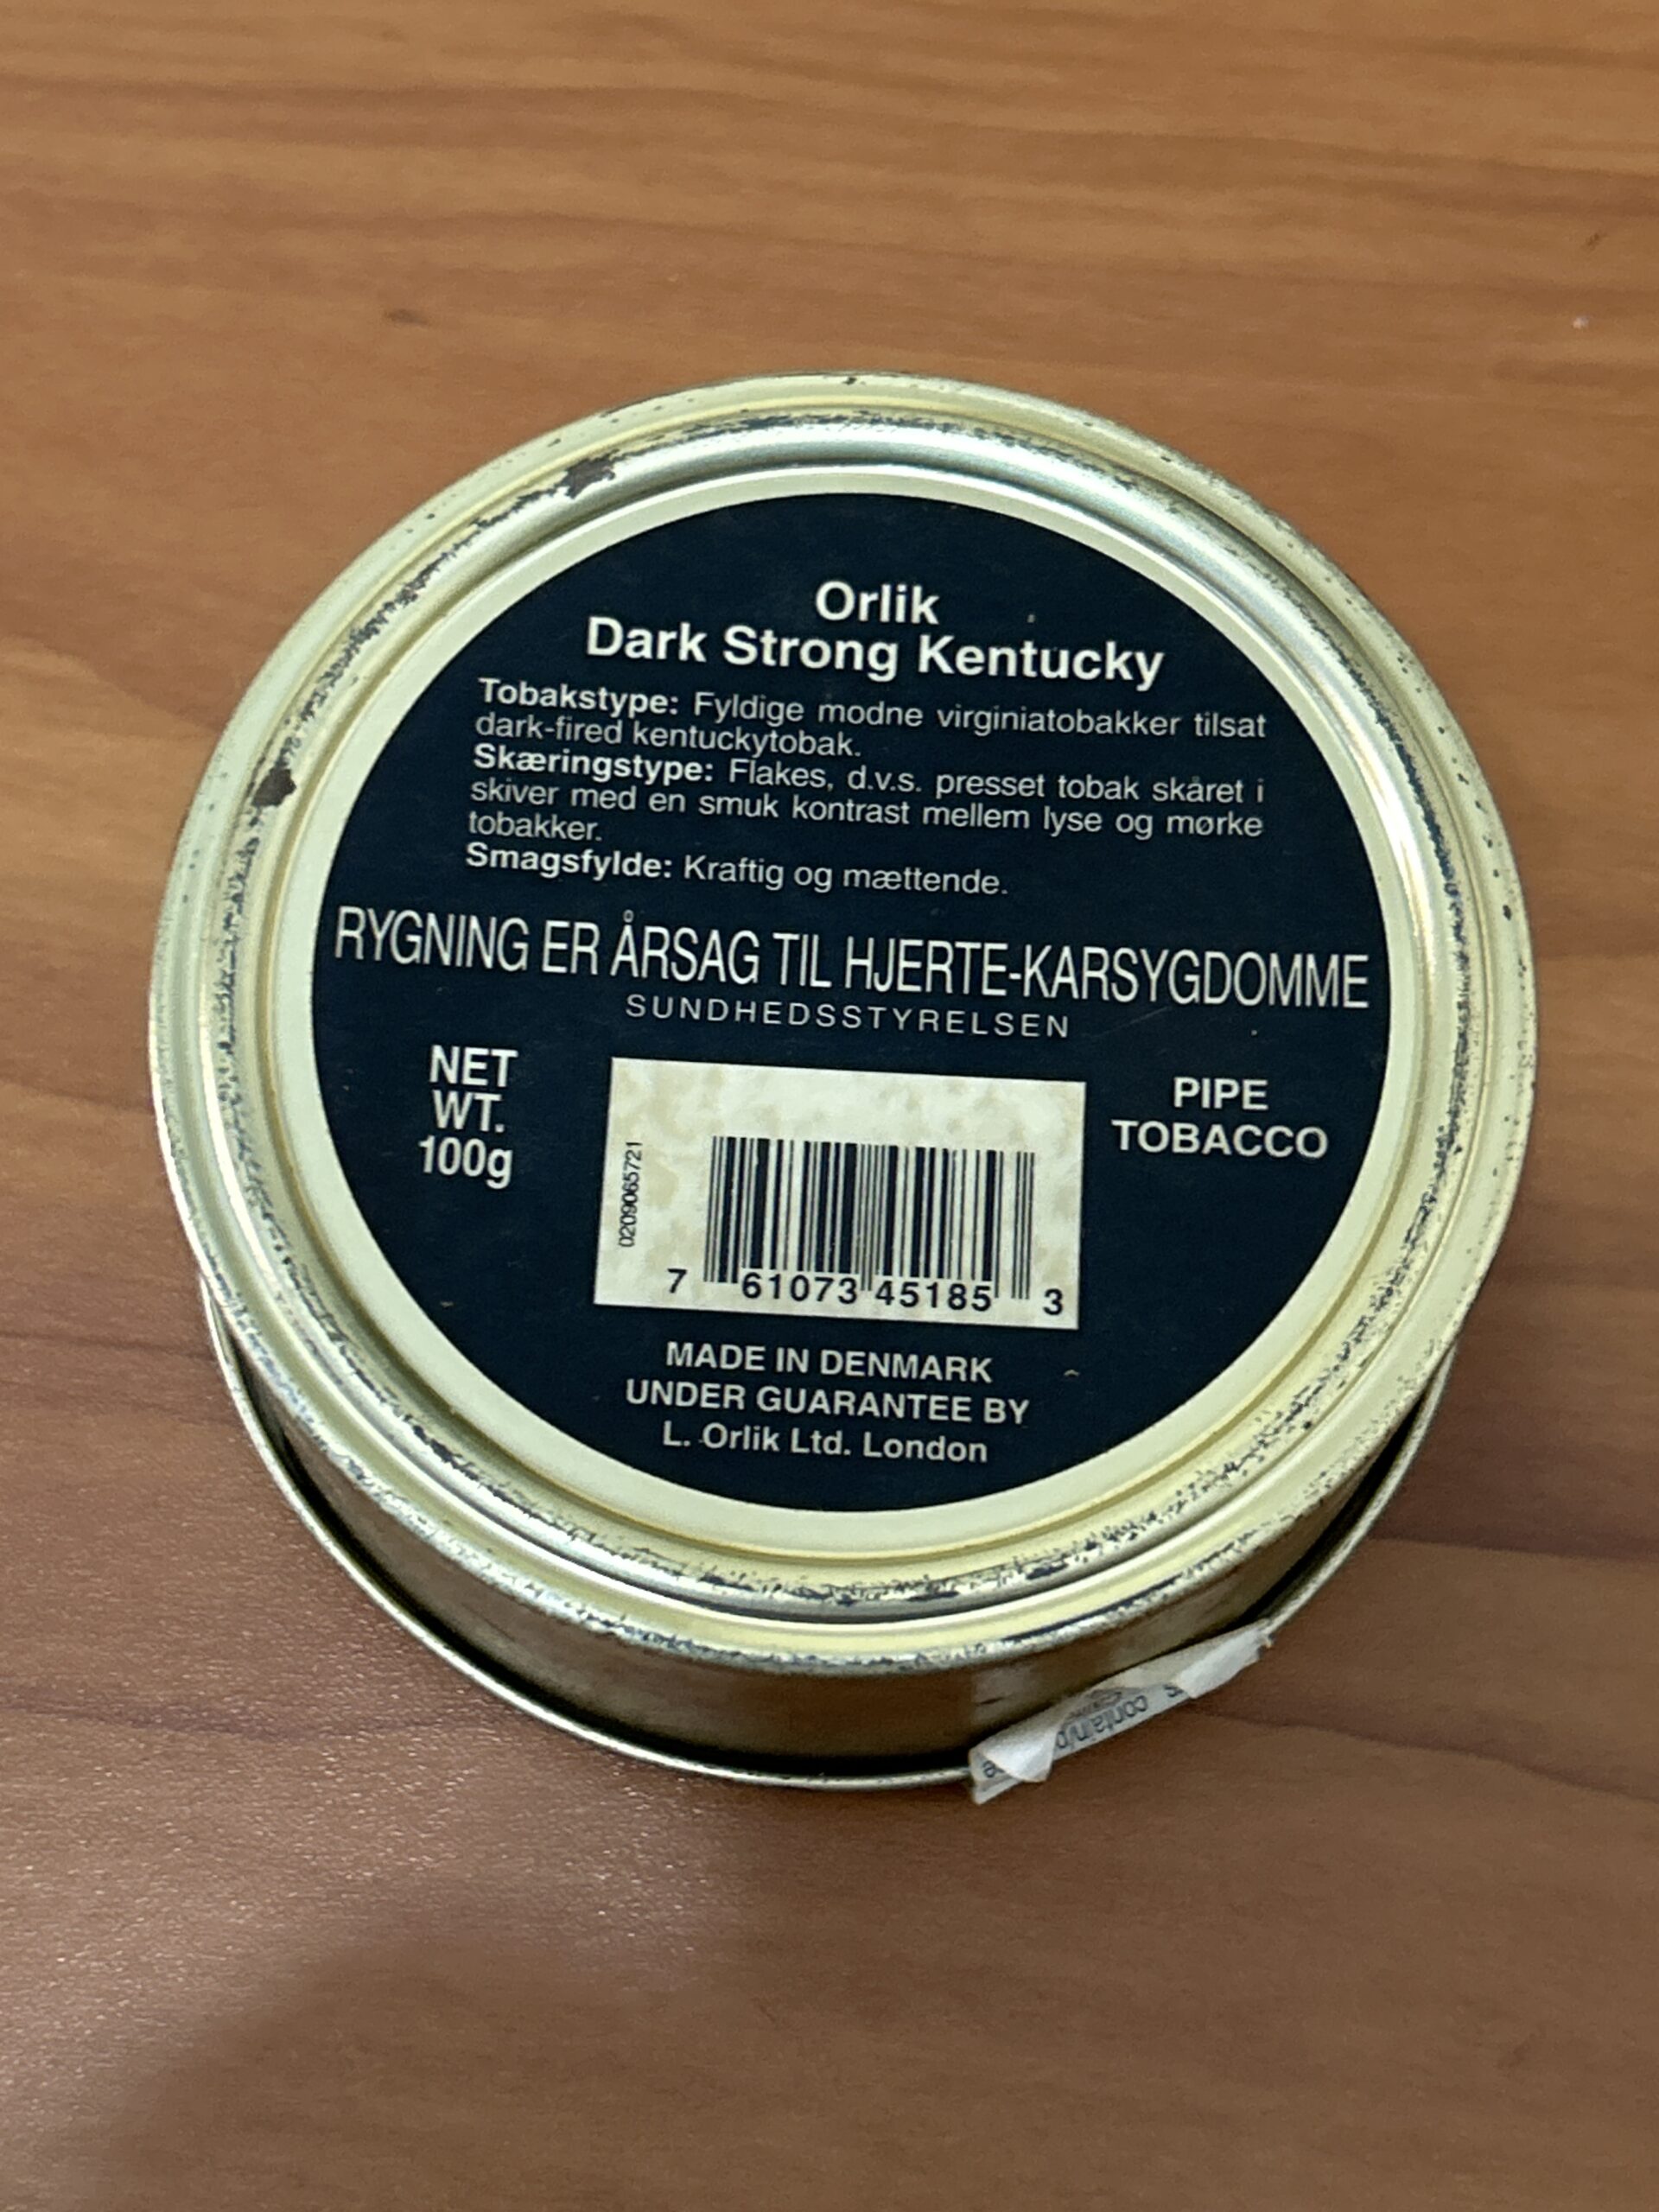 Orlik
Dark Strong Kentucky
Tobakstype: Fyldige modne virginiatobakker tilsat
dark-fired kentuckytobak.
Skæringstype: Flakes, d.v.s. presset tobak skåret i
skiver med en smuk kontrast mellem lyse og mørke
tobakker.
Smagsfylde: Kraftig og mættende.
RYGNING ER ÅRSAG TIL HJERTE-KARSYGDOMME
SUNDHEDSSTYRELSEN
NET
WT.
100g
0209065721
7 61073 45185 3
PIPE
TOBACCO
MADE IN DENMARK
UNDER GUARANTEE BY
L. Orlik Ltd. London
contain/p